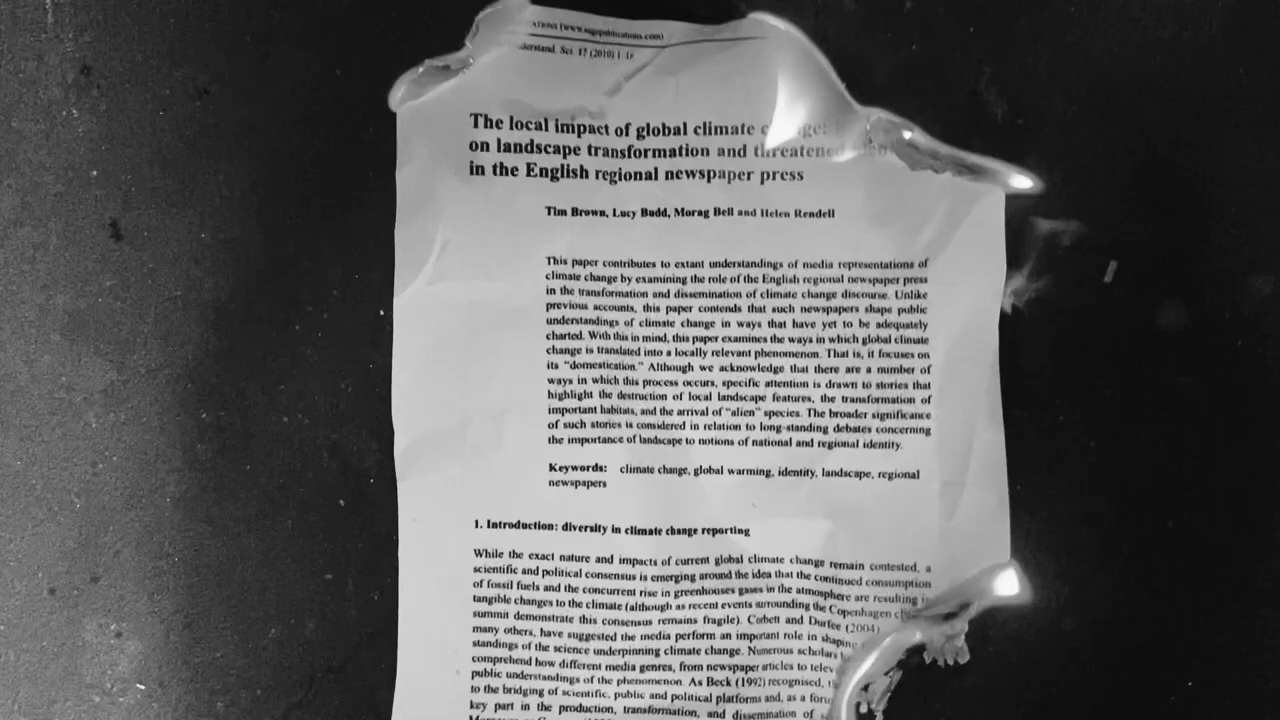 ATIONS (www.sagepublications.com)
derstand. Sci. 17 (2010) 1–18
The local impact of global climate
on landscape transformation and threatened
in the English regional newspaper press
Tim Brown, Lucy Budd, Morag Bell and Helen Rendell
This paper contributes to extant understandings of media representations of
climate change by examining the role of the English regional newspaper press
in the transformation and dissemination of climate change discourse. Unlike
previous accounts, this paper contends that such newspapers shape public
understandings of climate change in ways that have yet to be adequately
charted. With this in mind, this paper examines the ways in which global climate
change is translated into a locally relevant phenomenon. That is, it focuses on
its “domestication.” Although we acknowledge that there are a number of
ways in which this process occurs, specific attention is drawn to stories that
highlight the destruction of local landscape features, the transformation of
important habitats, and the arrival of “alien” species. The broader significance
of such stories is considered in relation to long-standing debates concerning
the importance of landscape to notions of national and regional identity.
Keywords: climate change, global warming, identity, landscape, regional
newspapers
1. Introduction: diversity in climate change reporting
While the exact nature and impacts of current global climate change remain contested, a
scientific and political consensus is emerging around the idea that the continued consumption
of fossil fuels and the concurrent rise in greenhouses gases in the atmosphere are resulting in
tangible changes to the climate (although as recent events surrounding the Copenhagen
summit demonstrate this consensus remains fragile). Corbett and Durfee (2004)
many others, have suggested the media perform an important role in shaping
standings of the science underpinning climate change. Numerous scholars
comprehend how different media genres, from newspaper articles to telev
public understandings of the phenomenon. As Beck (1992) recognised,
to the bridging of scientific, public and political platforms and, as a foru
key part in the production, transformation, and dissemination of